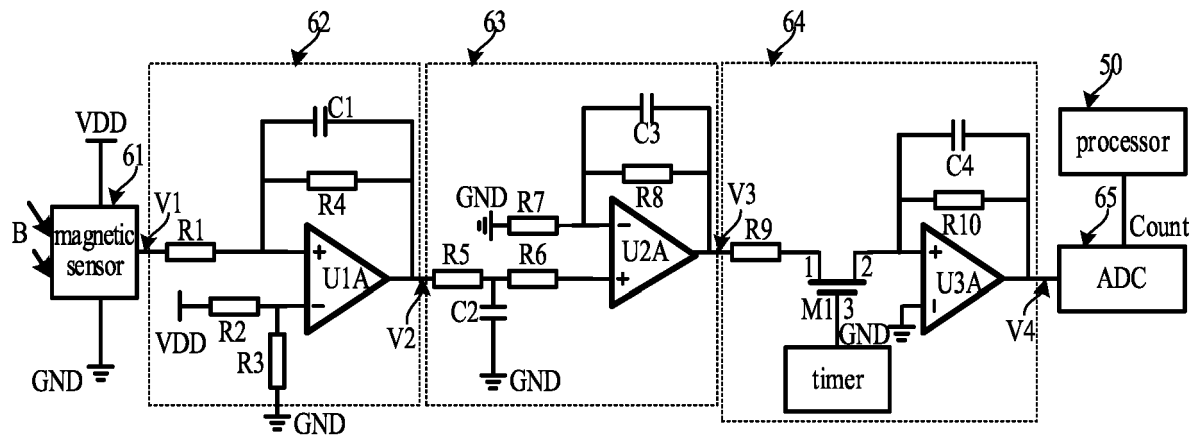 62
63
64
50
VDD
C1
C3
C4
processor
61
R4
R8
R10
65
V1
GND
R7
V3
Count
B
magnetic
sensor
R1
+
U1A
−
R5
R6
−
U2A
+
R9
1
2
+
U3A
−
ADC
VDD
R2
R3
V2
C2
M1
3
GND
V4
GND
GND
GND
timer